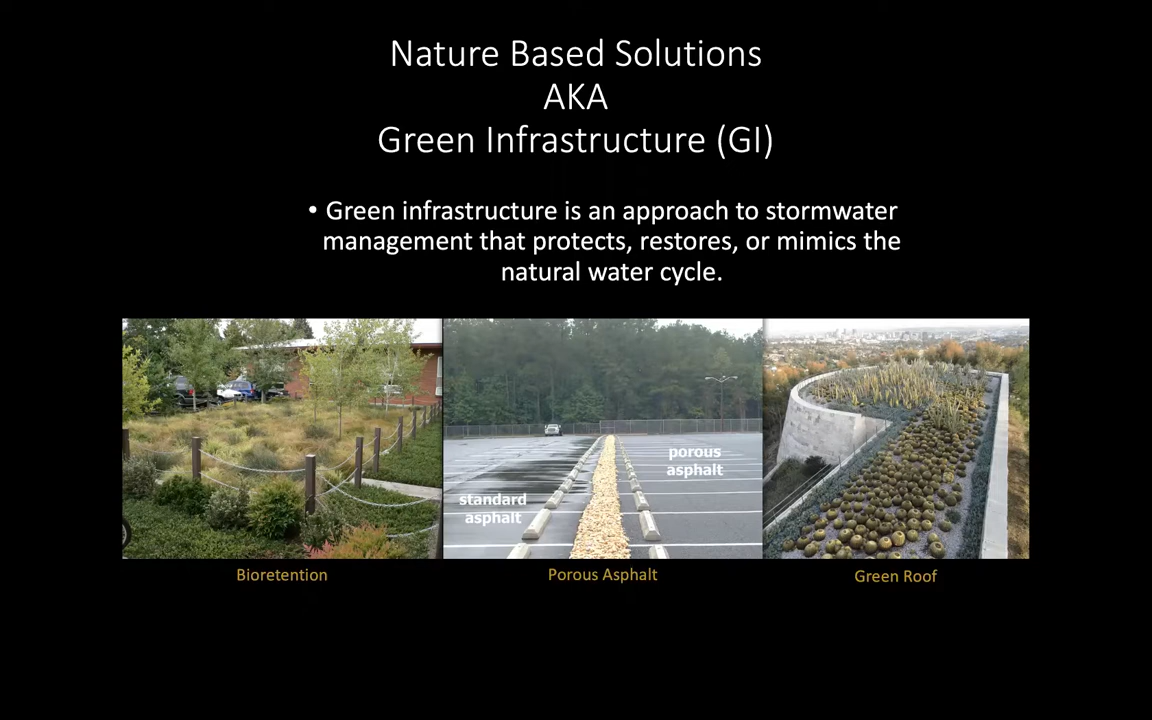 Nature Based Solutions
AKA
Green Infrastructure (GI)
• Green infrastructure is an approach to stormwater
management that protects, restores, or mimics the
natural water cycle.
standard
asphalt
porous
asphalt
Bioretention
Porous Asphalt
Green Roof